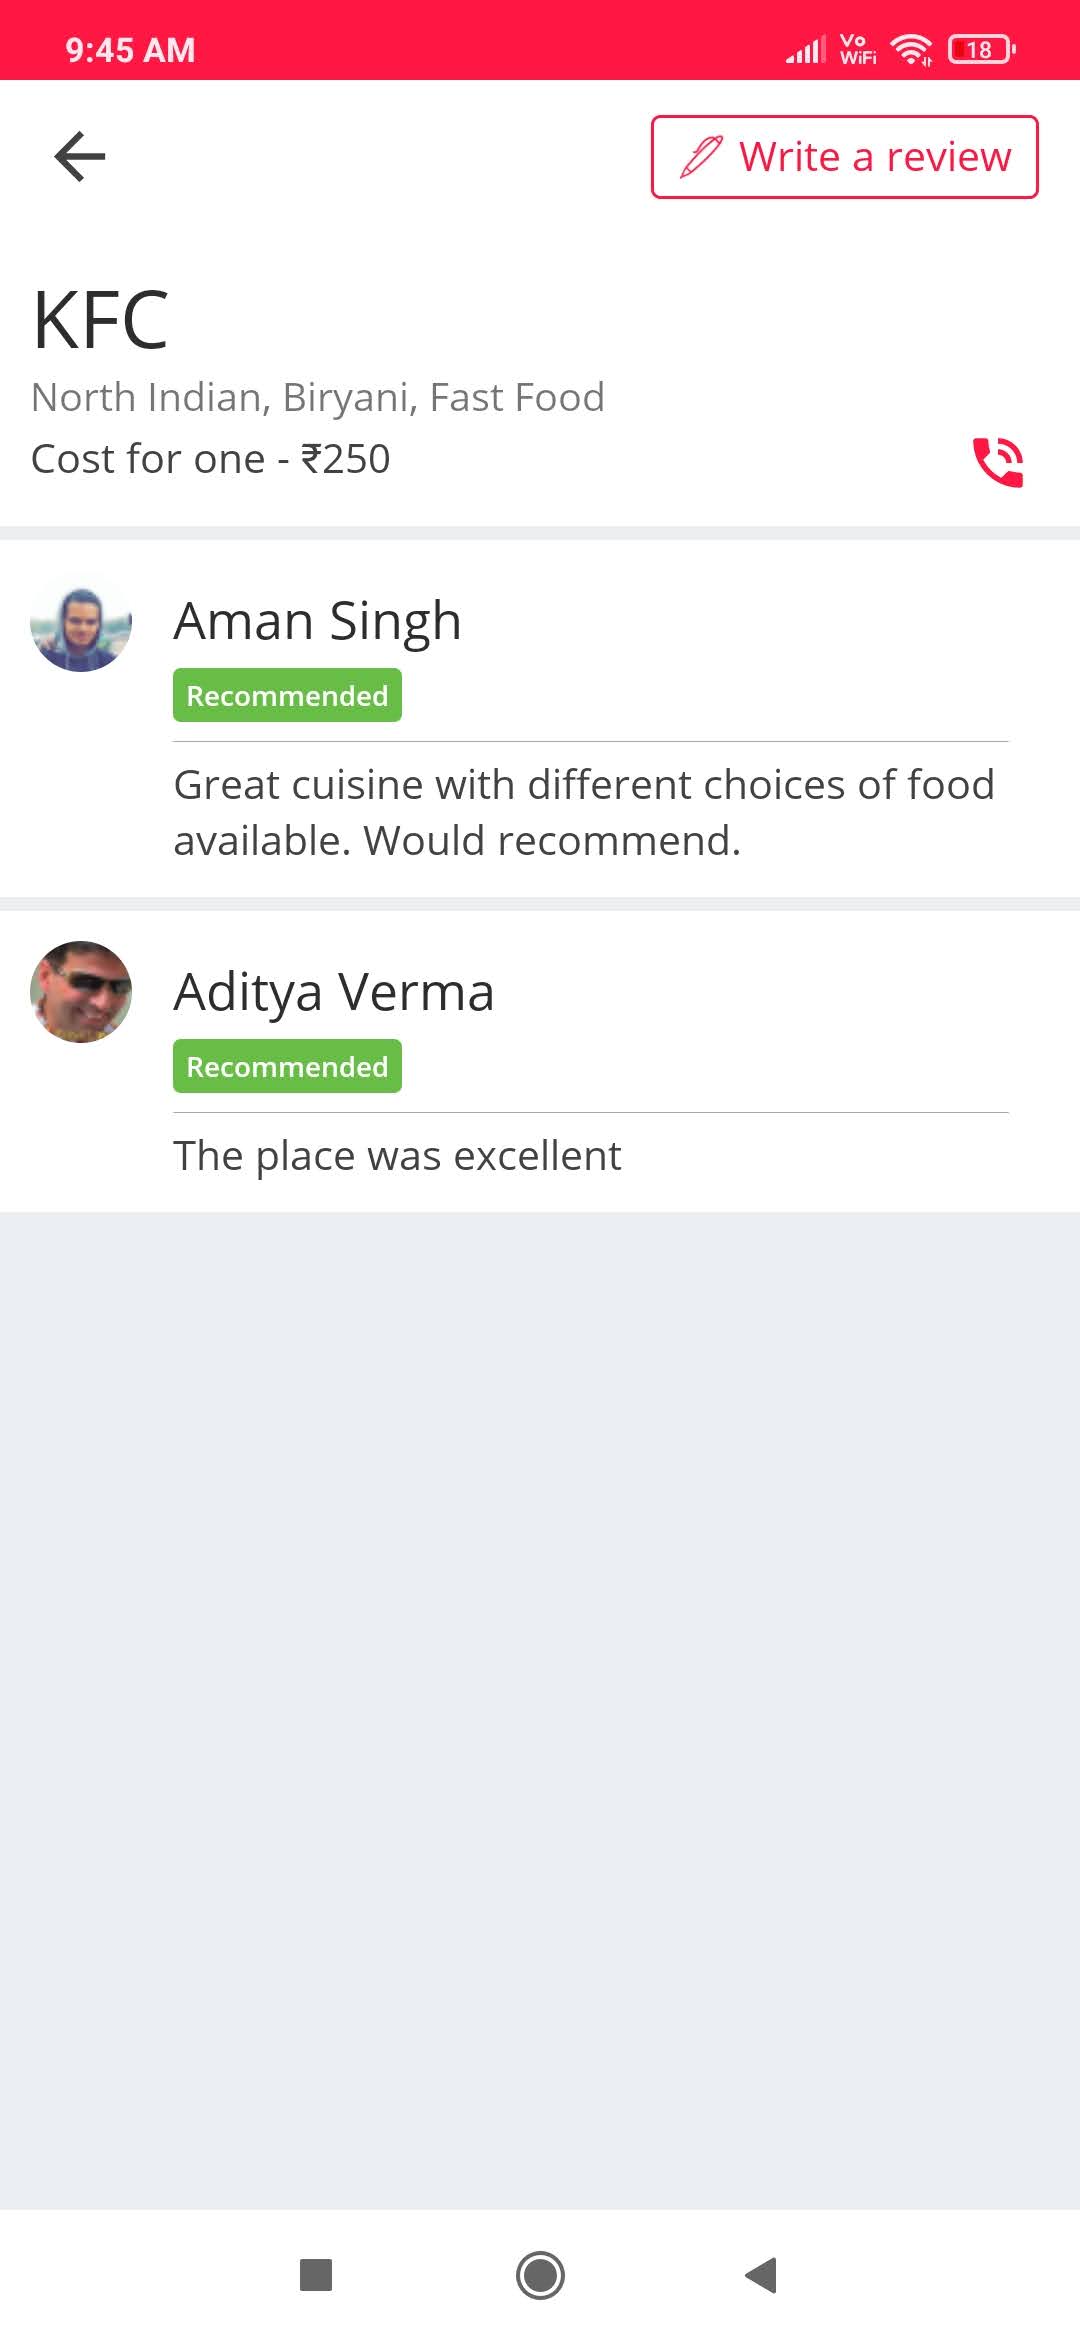 9:45 AM
Vo
WiFi
18
Write a review
KFC
North Indian, Biryani, Fast Food
Cost for one - ₹250
Aman Singh
Recommended
Great cuisine with different choices of food
available. Would recommend.
Aditya Verma
Recommended
The place was excellent